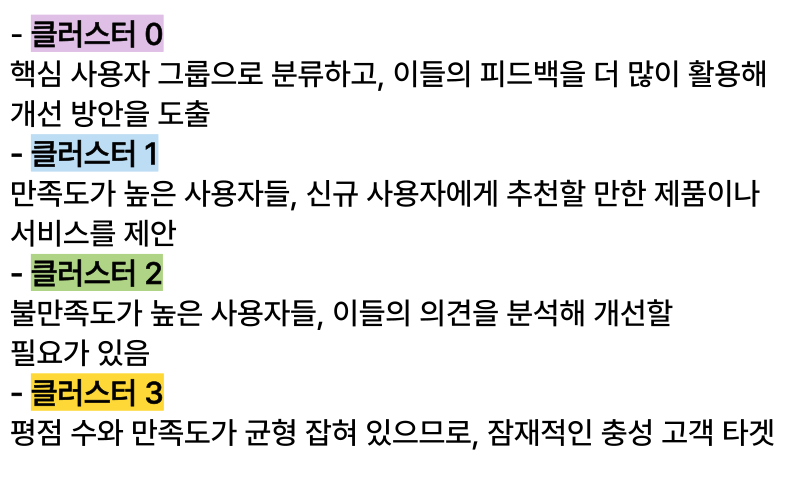 - 클러스터 0
핵심 사용자 그룹으로 분류하고, 이들의 피드백을 더 많이 활용해
개선 방안을 도출
- 클러스터 1
만족도가 높은 사용자들, 신규 사용자에게 추천할 만한 제품이나
서비스를 제안
- 클러스터 2
불만족도가 높은 사용자들, 이들의 의견을 분석해 개선할
필요가 있음
- 클러스터 3
평점 수와 만족도가 균형 잡혀 있으므로, 잠재적인 충성 고객 타겟